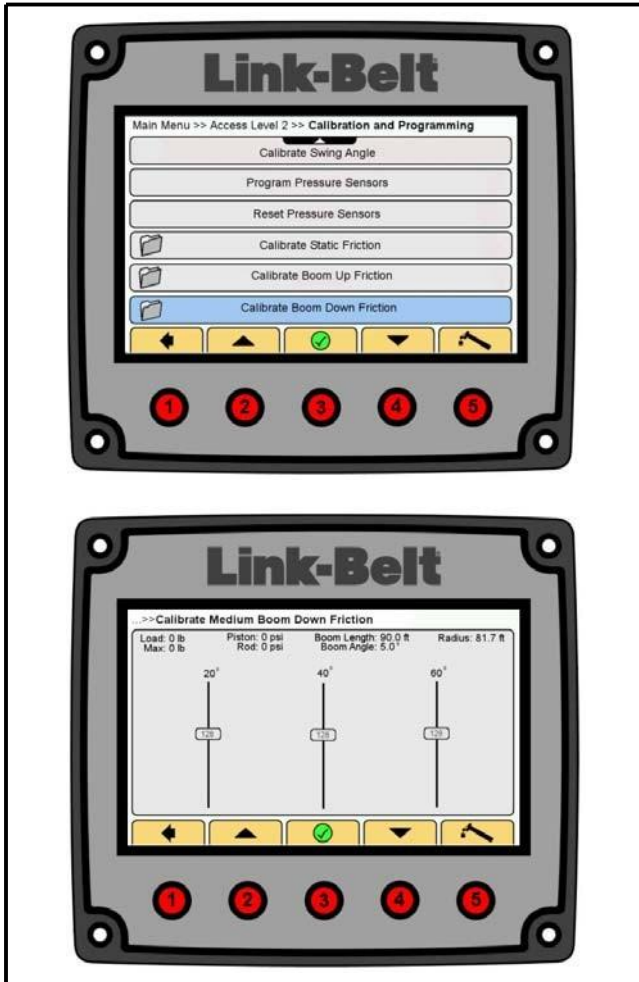 Link-Belt
Main Menu >> Access Level 2 >> Calibration and Programming
Calibrate Swing Angle
Program Pressure Sensors
Reset Pressure Sensors
Calibrate Static Friction
Calibrate Boom Up Friction
Calibrate Boom Down Friction
1 2 3 4 5
Link-Belt
...>>Calibrate Medium Boom Down Friction
Load: 0 lb Piston: 0 psi Boom Length: 90.0 ft Radius: 81.7 ft
Max: 0 lb Rod: 0 psi Boom Angle: 5.0°
20° 40° 60°
128 128 128
1 2 3 4 5